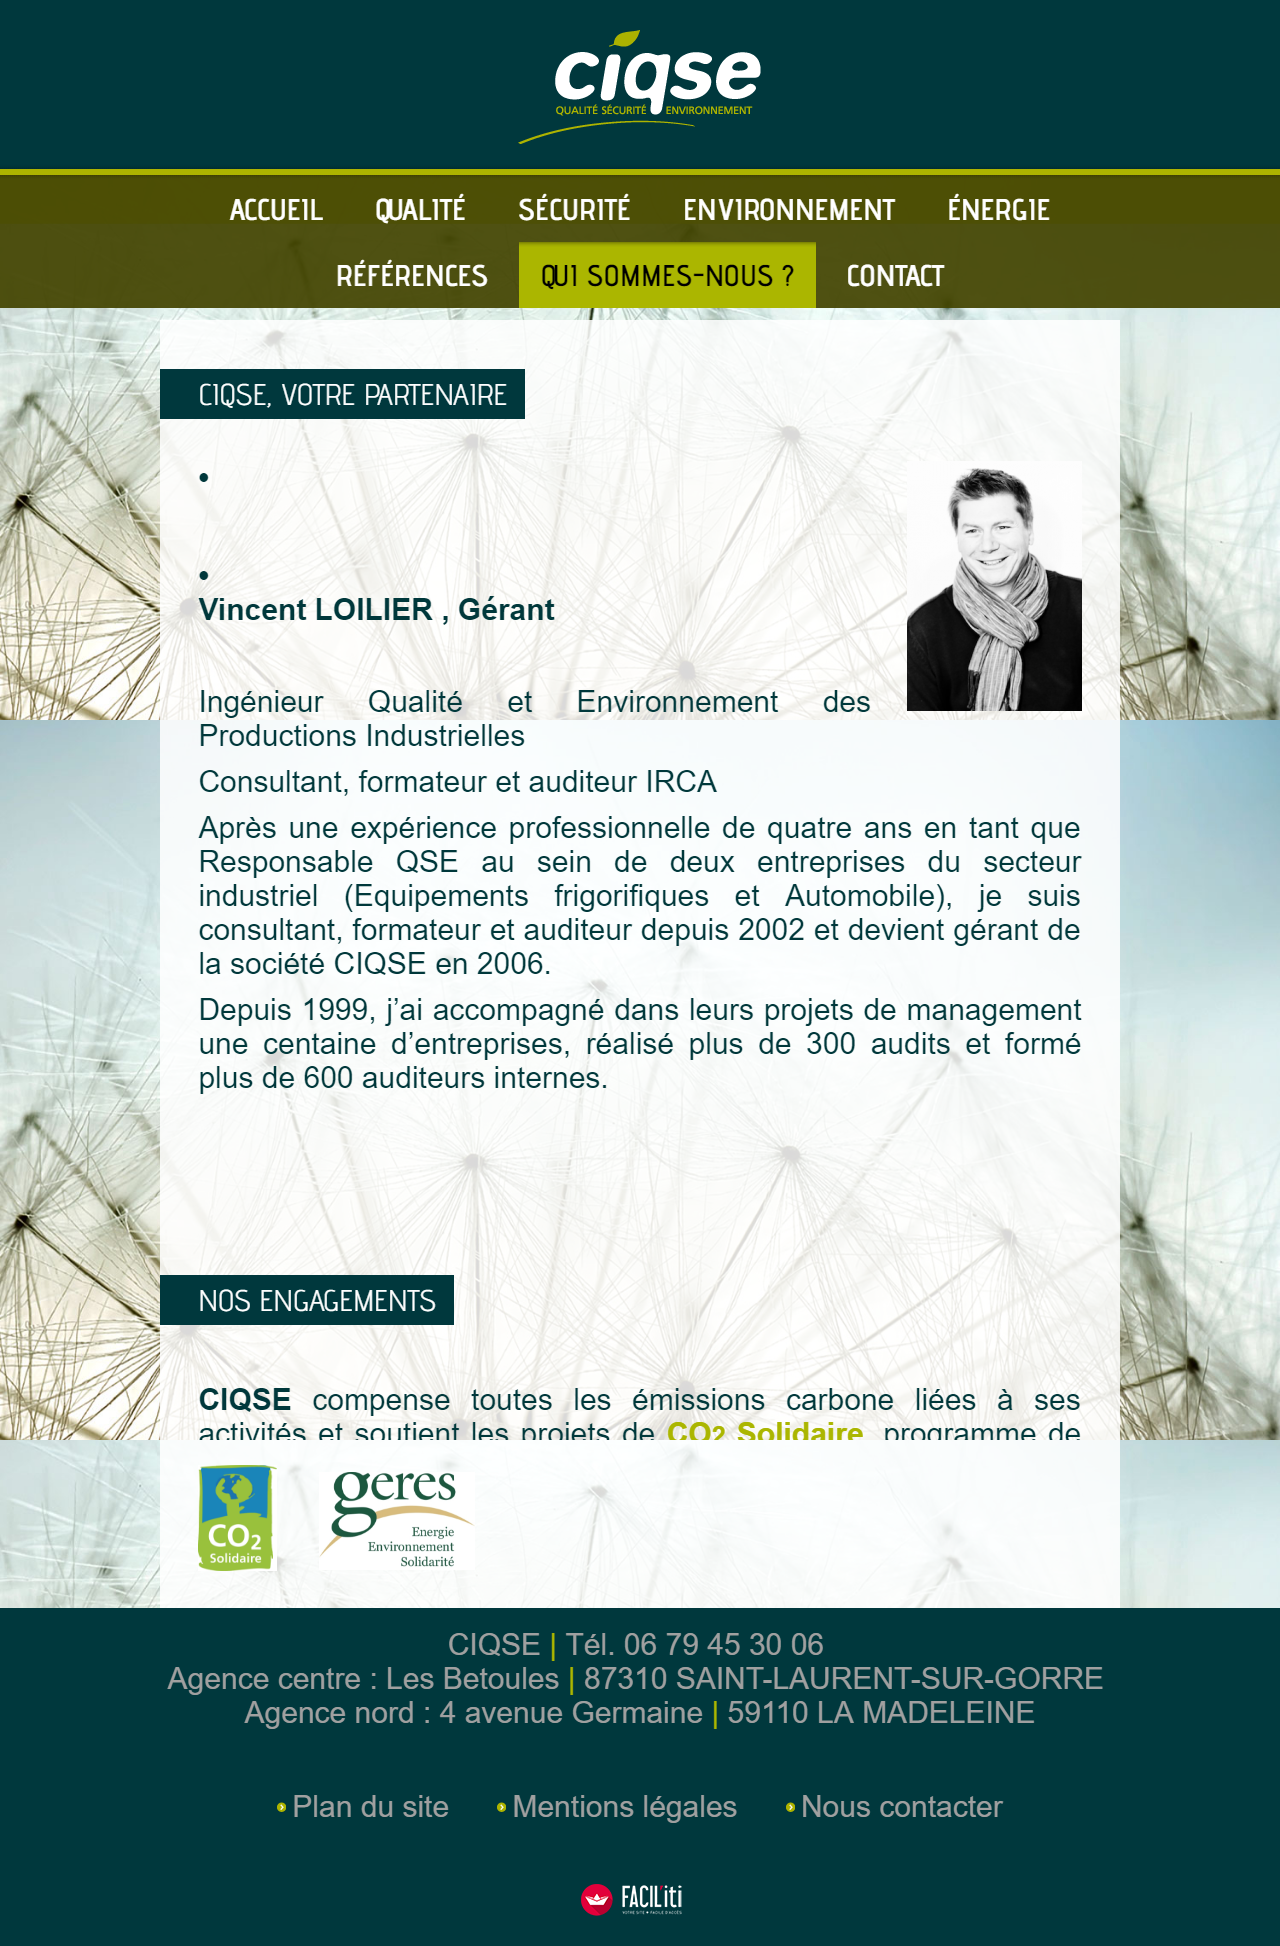 ciqse
QUALITÉ SÉCURITÉ ENVIRONNEMENT
ACCUEIL QUALITÉ SÉCURITÉ ENVIRONNEMENT ÉNERGIE
RÉFÉRENCES QUI SOMMES-NOUS ? CONTACT
CIQSE, VOTRE PARTENAIRE
•
•
Vincent LOILIER , Gérant
Ingénieur Qualité et Environnement des
Productions Industrielles
Consultant, formateur et auditeur IRCA
Après une expérience professionnelle de quatre ans en tant que
Responsable QSE au sein de deux entreprises du secteur
industriel (Equipements frigorifiques et Automobile), je suis
consultant, formateur et auditeur depuis 2002 et devient gérant de
la société CIQSE en 2006.
Depuis 1999, j’ai accompagné dans leurs projets de management
une centaine d’entreprises, réalisé plus de 300 audits et formé
plus de 600 auditeurs internes.
NOS ENGAGEMENTS
CIQSE compense toutes les émissions carbone liées à ses
activités et soutient les projets de CO2 Solidaire, programme de
CO2
Solidaire
geres
Energie
Environnement
Solidarité
CIQSE | Tél. 06 79 45 30 06
Agence centre : Les Betoules | 87310 SAINT-LAURENT-SUR-GORRE
Agence nord : 4 avenue Germaine | 59110 LA MADELEINE
Plan du site Mentions légales Nous contacter
FACIL'iti
VOTRE SITE + FACILE D'ACCÈS